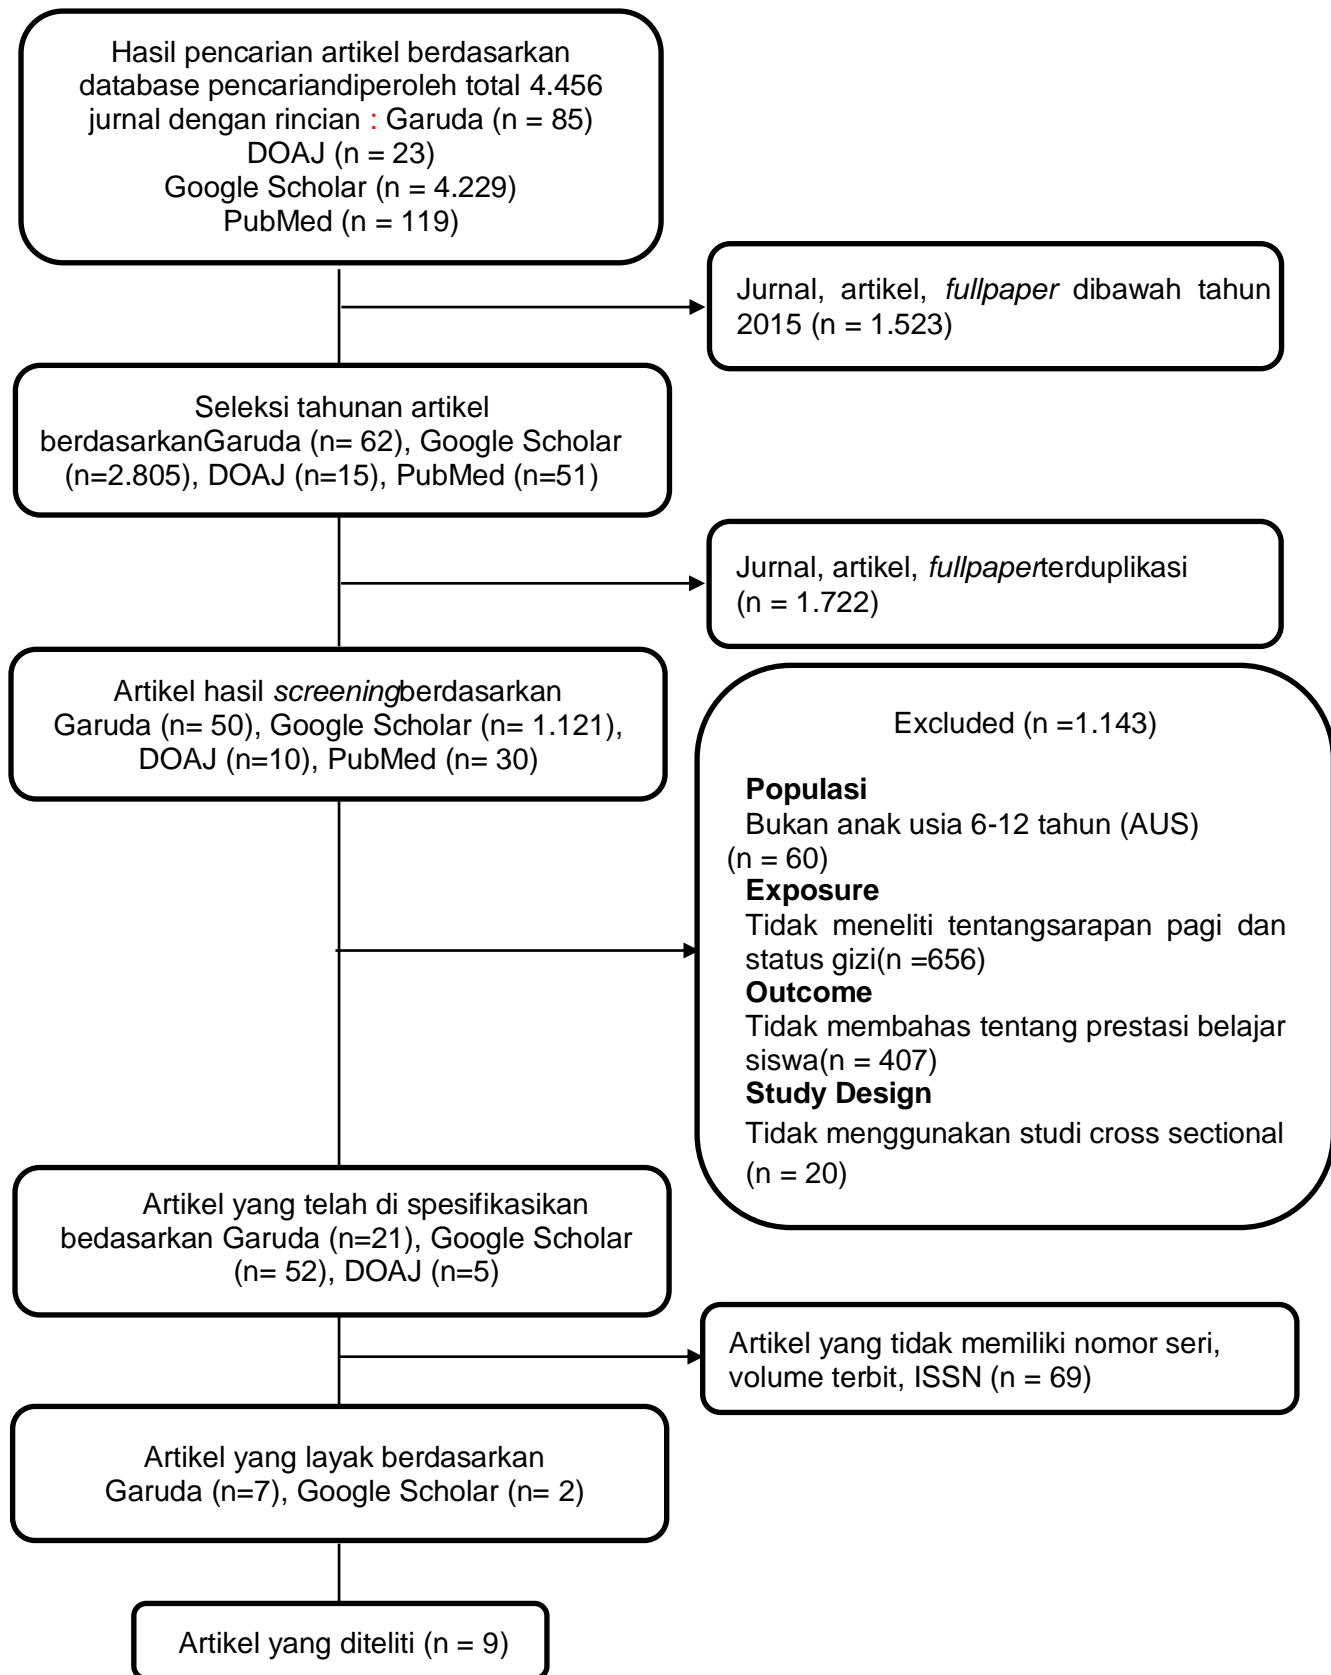 Hasil pencarian artikel berdasarkan
database pencariandiperoleh total 4.456
jurnal dengan rincian : Garuda (n = 85)
DOAJ (n = 23)
Google Scholar (n = 4.229)
PubMed (n = 119)
Jurnal, artikel, fullpaper dibawah tahun
2015 (n = 1.523)
Seleksi tahunan artikel
berdasarkanGaruda (n= 62), Google Scholar
(n=2.805), DOAJ (n=15), PubMed (n=51)
Jurnal, artikel, fullpaperterduplikasi
(n = 1.722)
Artikel hasil screeningberdasarkan
Garuda (n= 50), Google Scholar (n= 1.121),
DOAJ (n=10), PubMed (n= 30)
Excluded (n =1.143)
Populasi
Bukan anak usia 6-12 tahun (AUS)
(n = 60)
Exposure
Tidak meneliti tentangsarapan pagi dan
status gizi(n =656)
Outcome
Tidak membahas tentang prestasi belajar
siswa(n = 407)
Study Design
Tidak menggunakan studi cross sectional
(n = 20)
Artikel yang telah di spesifikasikan
bedasarkan Garuda (n=21), Google Scholar
(n= 52), DOAJ (n=5)
Artikel yang tidak memiliki nomor seri,
volume terbit, ISSN (n = 69)
Artikel yang layak berdasarkan
Garuda (n=7), Google Scholar (n= 2)
Artikel yang diteliti (n = 9)